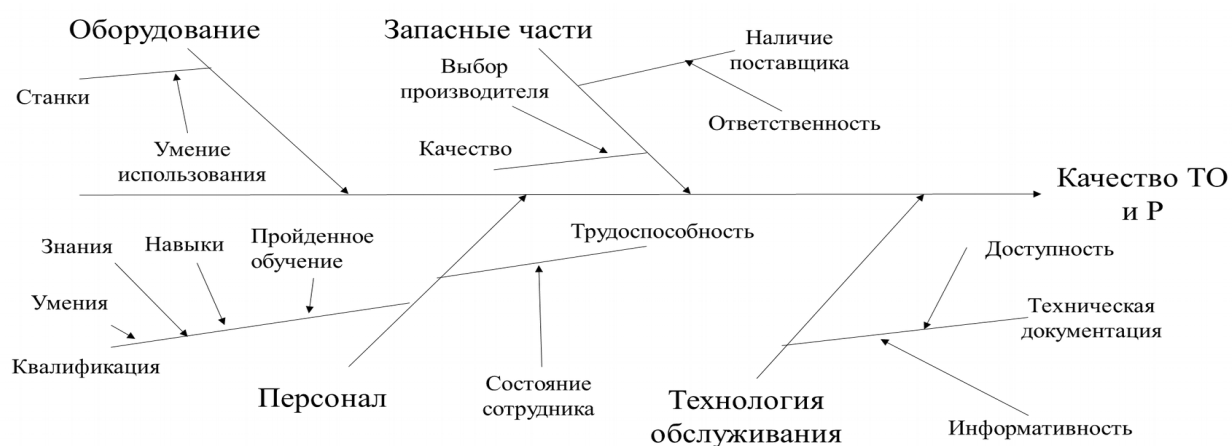 Оборудование
Запасные части
Наличие
поставщика
Выбор
производителя
Станки
Ответственность
Умение
использования
Качество
Качество ТО
и Р
Знания
Навыки
Пройденное
обучение
Трудоспособность
Доступность
Умения
Техническая
документация
Квалификация
Персонал
Состояние
сотрудника
Технология
обслуживания
Информативность